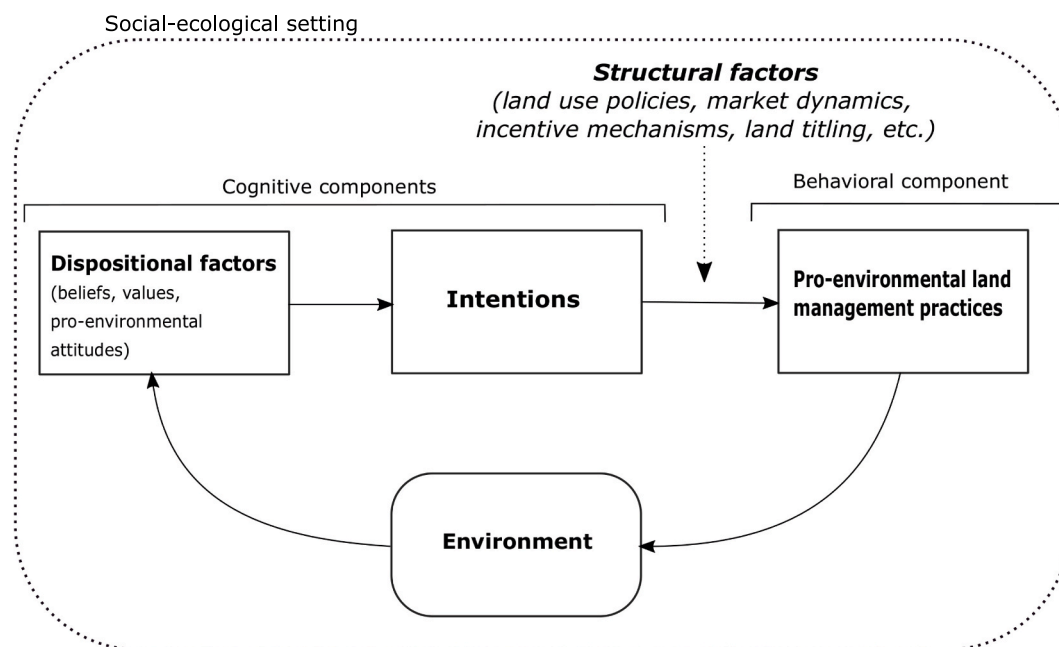 Social-ecological setting
Structural factors
(land use policies, market dynamics,
incentive mechanisms, land titling, etc.)
Cognitive components
Behavioral component
Dispositional factors
(beliefs, values,
pro-environmental
attitudes)
Intentions
Pro-environmental land
management practices
Environment